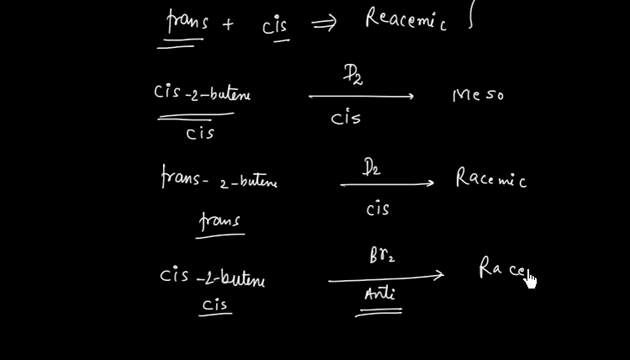 trans + cis ⇒ Reacemic
cis-2-butene D2 Meso
cis cis
trans-2-butene D2 Racemic
trans cis
cis-2-butene Br2 Race
cis Anti